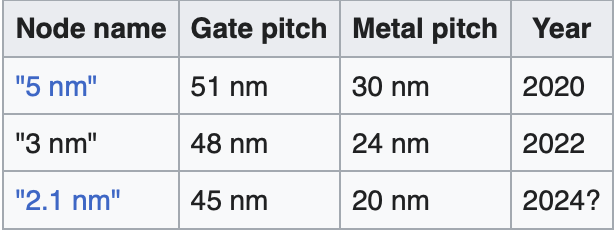 Node name Gate pitch Metal pitch Year
"5 nm" 51 nm 30 nm 2020
"3 nm" 48 nm 24 nm 2022
"2.1 nm" 45 nm 20 nm 2024?